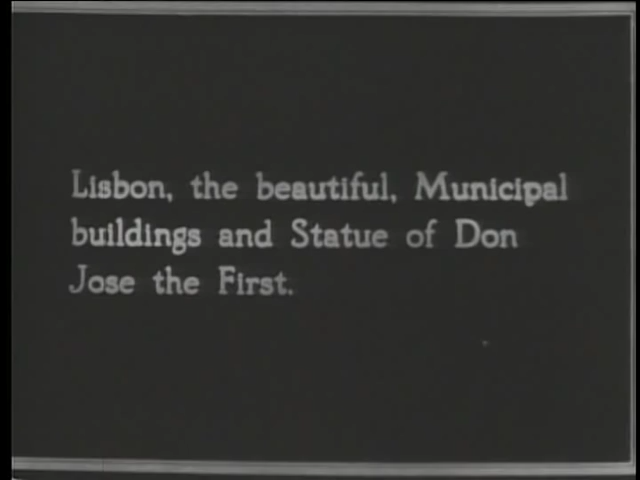 Lisbon, the beautiful, Municipal
buildings and Statue of Don
Jose the First.